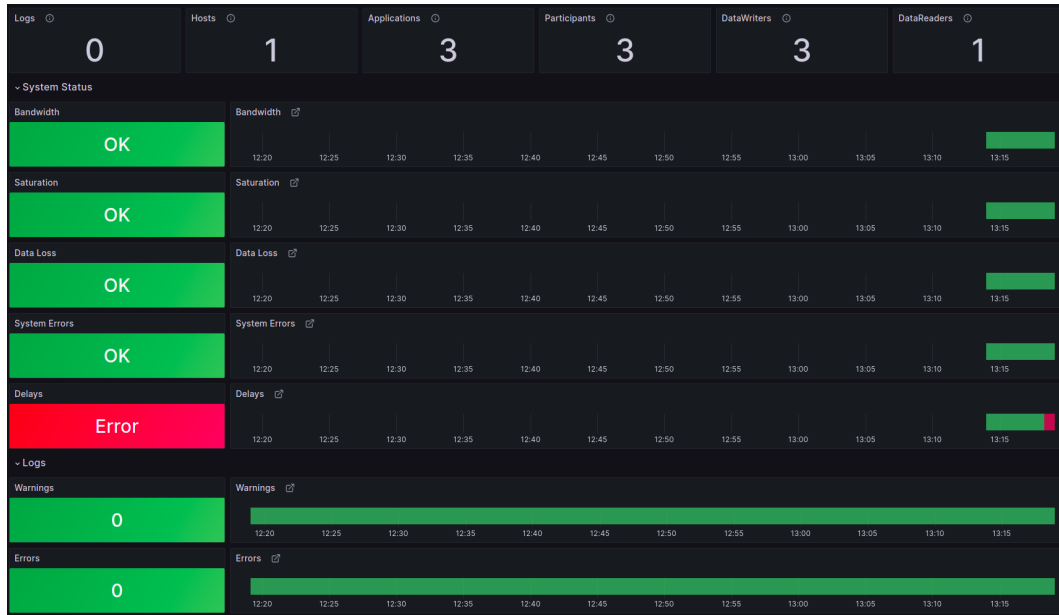 Logs Hosts Applications Participants DataWriters DataReaders
0 1 3 3 3 1
System Status
Bandwidth Bandwidth
OK
12:20 12:25 12:30 12:35 12:40 12:45 12:50 12:55 13:00 13:05 13:10 13:15
Saturation Saturation
OK
12:20 12:25 12:30 12:35 12:40 12:45 12:50 12:55 13:00 13:05 13:10 13:15
Data Loss Data Loss
OK
12:20 12:25 12:30 12:35 12:40 12:45 12:50 12:55 13:00 13:05 13:10 13:15
System Errors System Errors
OK
12:20 12:25 12:30 12:35 12:40 12:45 12:50 12:55 13:00 13:05 13:10 13:15
Delays Delays
Error
12:20 12:25 12:30 12:35 12:40 12:45 12:50 12:55 13:00 13:05 13:10 13:15
Logs
Warnings Warnings
0
12:20 12:25 12:30 12:35 12:40 12:45 12:50 12:55 13:00 13:05 13:10 13:15
Errors Errors
0
12:20 12:25 12:30 12:35 12:40 12:45 12:50 12:55 13:00 13:05 13:10 13:15